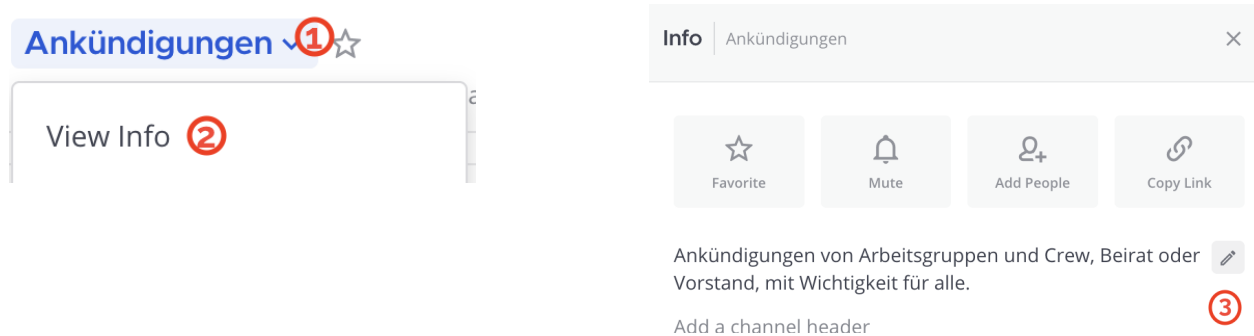 Ankündigungen 1
View Info 2
Info Ankündigungen
Favorite Mute Add People Copy Link
Ankündigungen von Arbeitsgruppen und Crew, Beirat oder
Vorstand, mit Wichtigkeit für alle.
3
Add a channel header